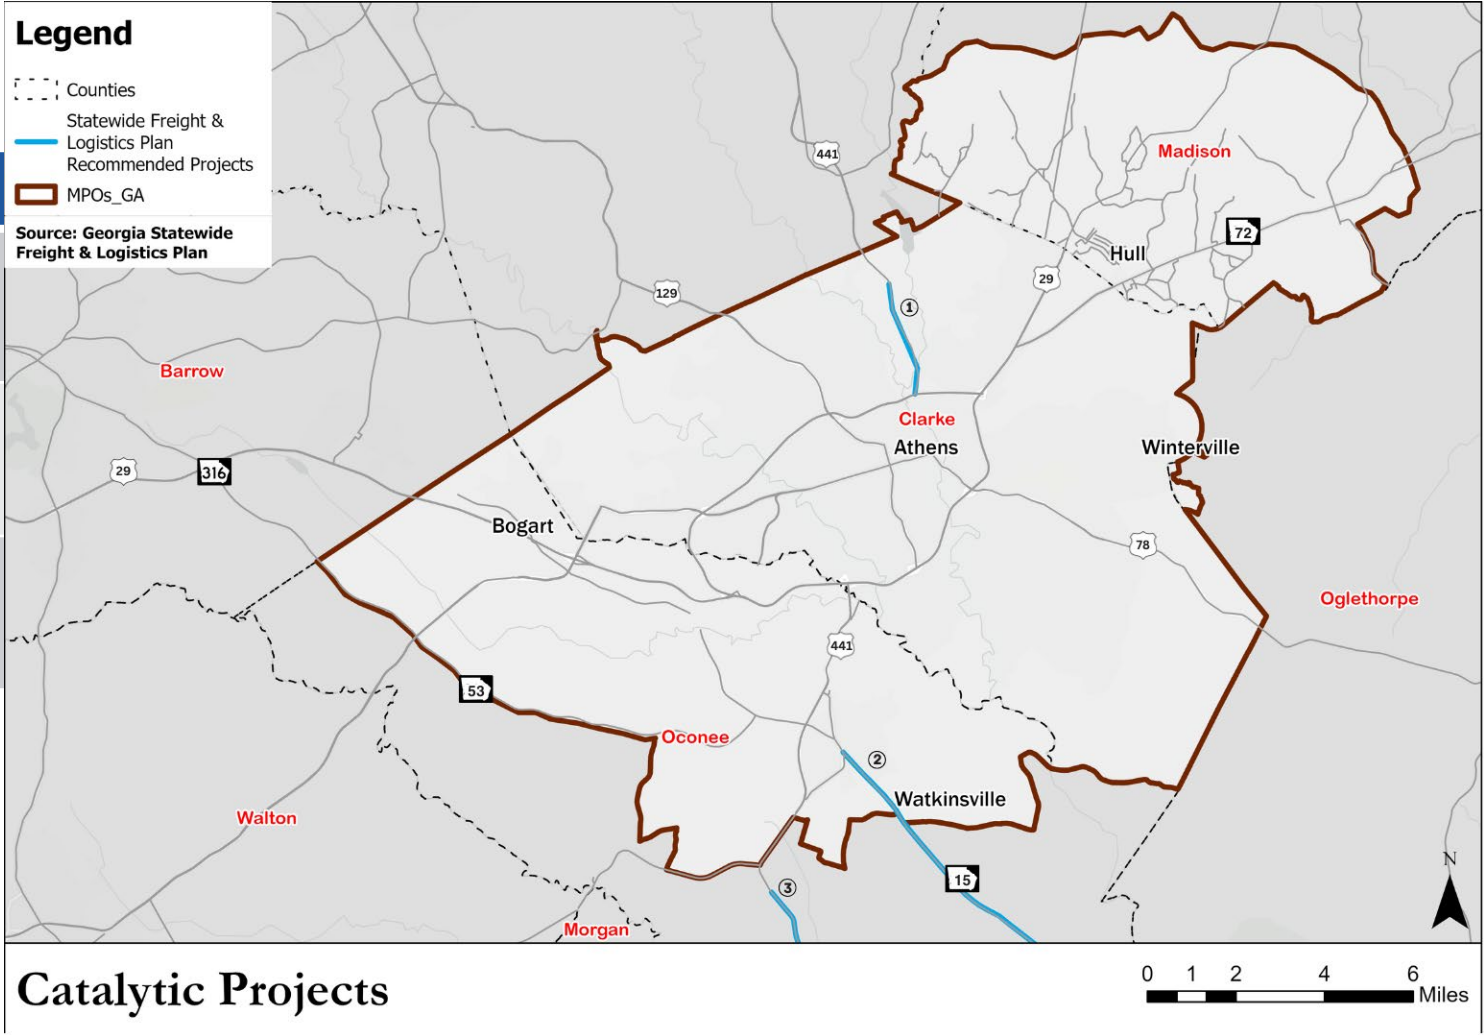 Legend
Counties
Statewide Freight &
Logistics Plan
Recommended Projects
MPOs_GA
Source: Georgia Statewide
Freight & Logistics Plan
441
Madison
72
Hull
29
129
①
Barrow
Clarke
Athens
Winterville
29
316
Bogart
78
Oglethorpe
441
53
Oconee
②
Watkinsville
Walton
15
③
Morgan
N
Catalytic Projects
0 1 2 4 6
Miles